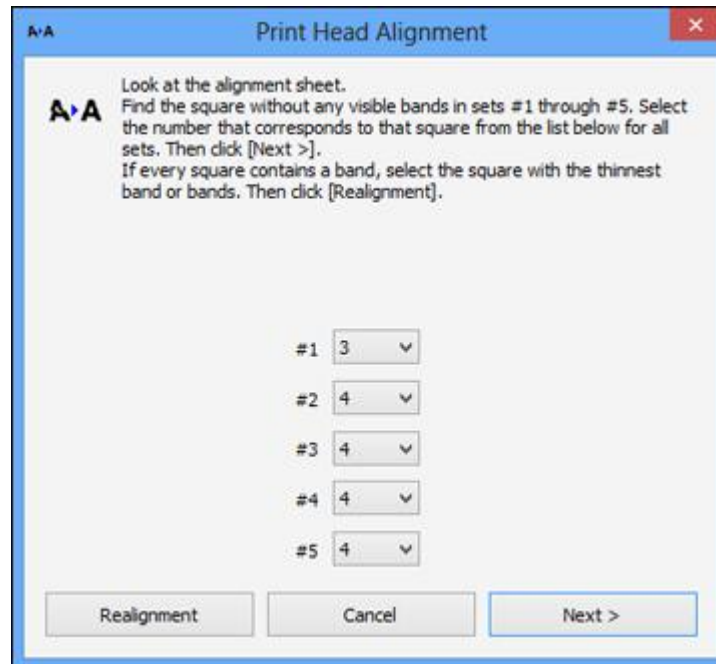 A▸A Print Head Alignment
Look at the alignment sheet.
A▸A Find the square without any visible bands in sets #1 through #5. Select
the number that corresponds to that square from the list below for all
sets. Then click [Next >].
If every square contains a band, select the square with the thinnest
band or bands. Then click [Realignment].
#1 3
#2 4
#3 4
#4 4
#5 4
Realignment Cancel Next >